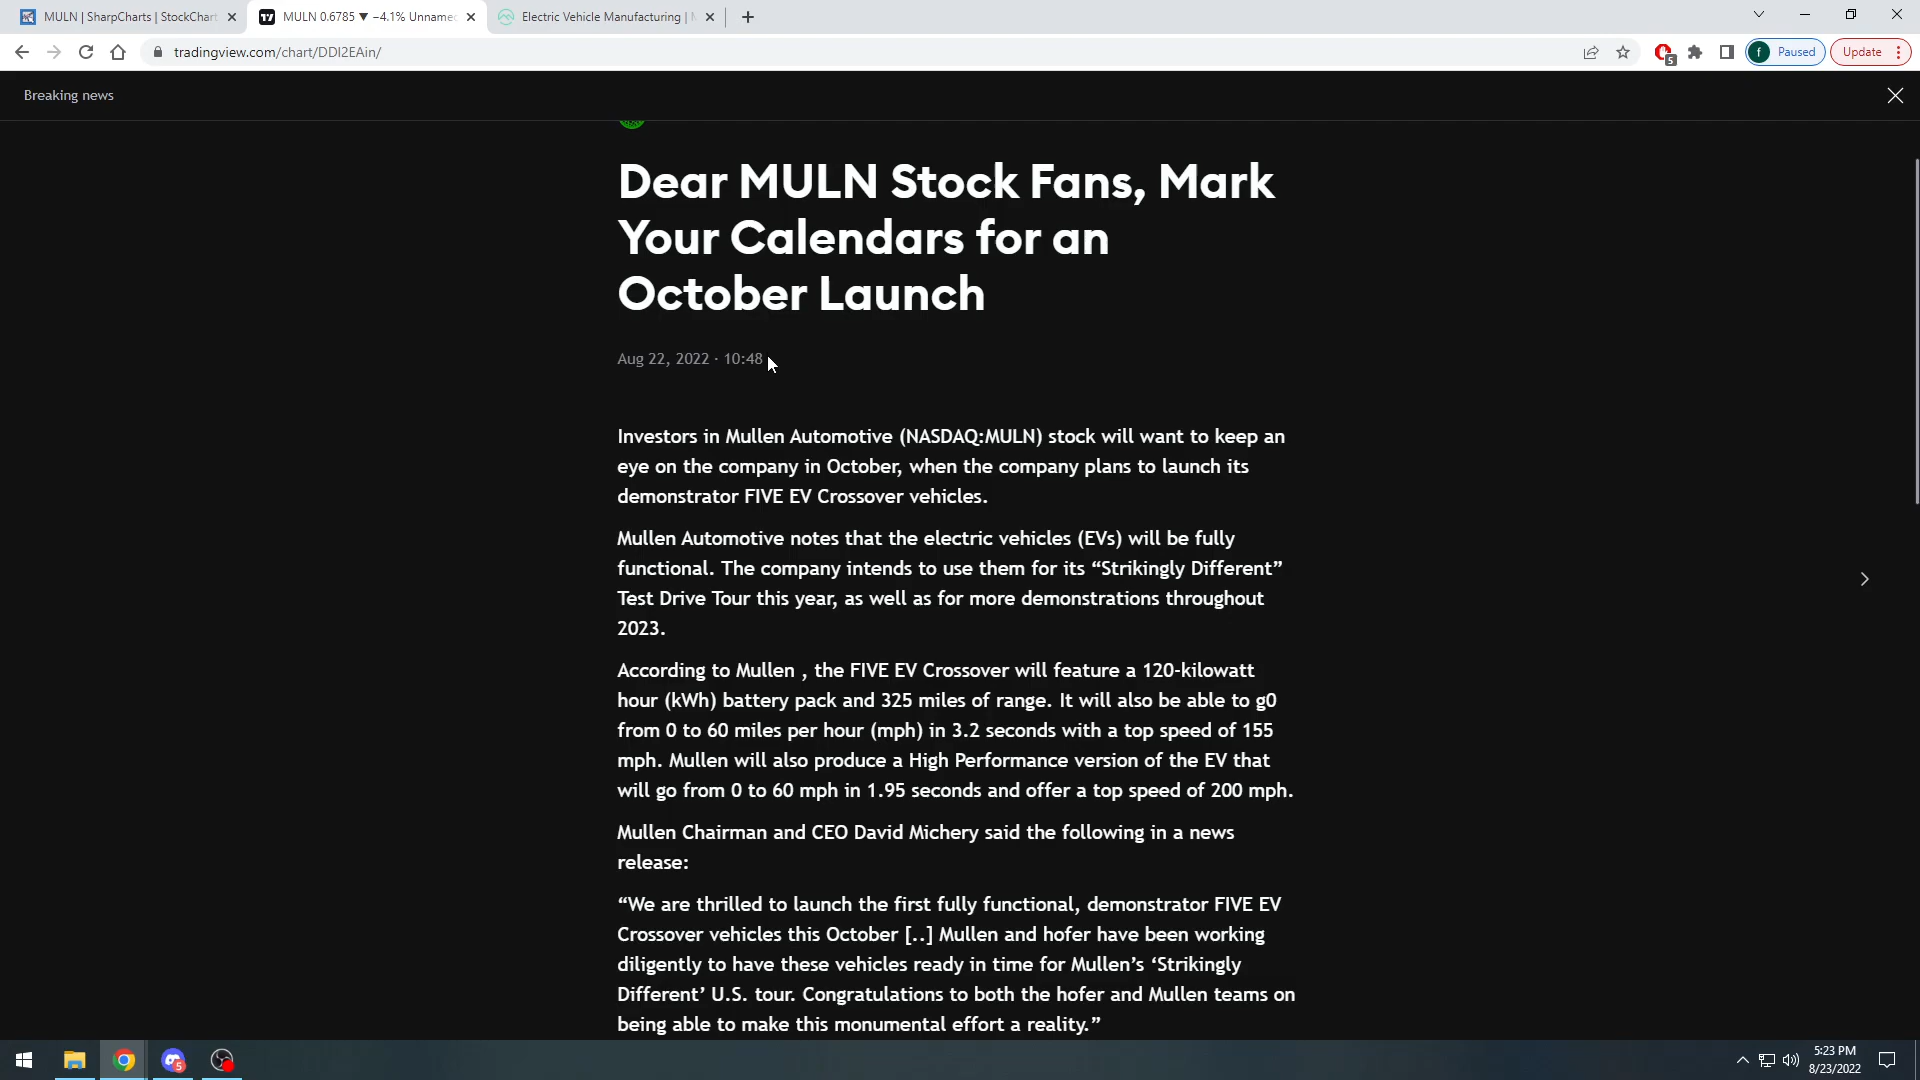 MULN | SharpCharts | StockChart
MULN 0.6785 ▼ −4.1% Unname
Electric Vehicle Manufacturing |
tradingview.com/chart/DDI2EAin/
5
f
Paused
Update
Breaking news
Dear MULN Stock Fans, Mark
Your Calendars for an
October Launch
Aug 22, 2022 · 10:48
Investors in Mullen Automotive (NASDAQ:MULN) stock will want to keep an
eye on the company in October, when the company plans to launch its
demonstrator FIVE EV Crossover vehicles.
Mullen Automotive notes that the electric vehicles (EVs) will be fully
functional. The company intends to use them for its “Strikingly Different”
Test Drive Tour this year, as well as for more demonstrations throughout
2023.
According to Mullen , the FIVE EV Crossover will feature a 120-kilowatt
hour (kWh) battery pack and 325 miles of range. It will also be able to g0
from 0 to 60 miles per hour (mph) in 3.2 seconds with a top speed of 155
mph. Mullen will also produce a High Performance version of the EV that
will go from 0 to 60 mph in 1.95 seconds and offer a top speed of 200 mph.
Mullen Chairman and CEO David Michery said the following in a news
release:
“We are thrilled to launch the first fully functional, demonstrator FIVE EV
Crossover vehicles this October [..] Mullen and hofer have been working
diligently to have these vehicles ready in time for Mullen’s ‘Strikingly
Different’ U.S. tour. Congratulations to both the hofer and Mullen teams on
being able to make this monumental effort a reality.”
5
5:23 PM
8/23/2022